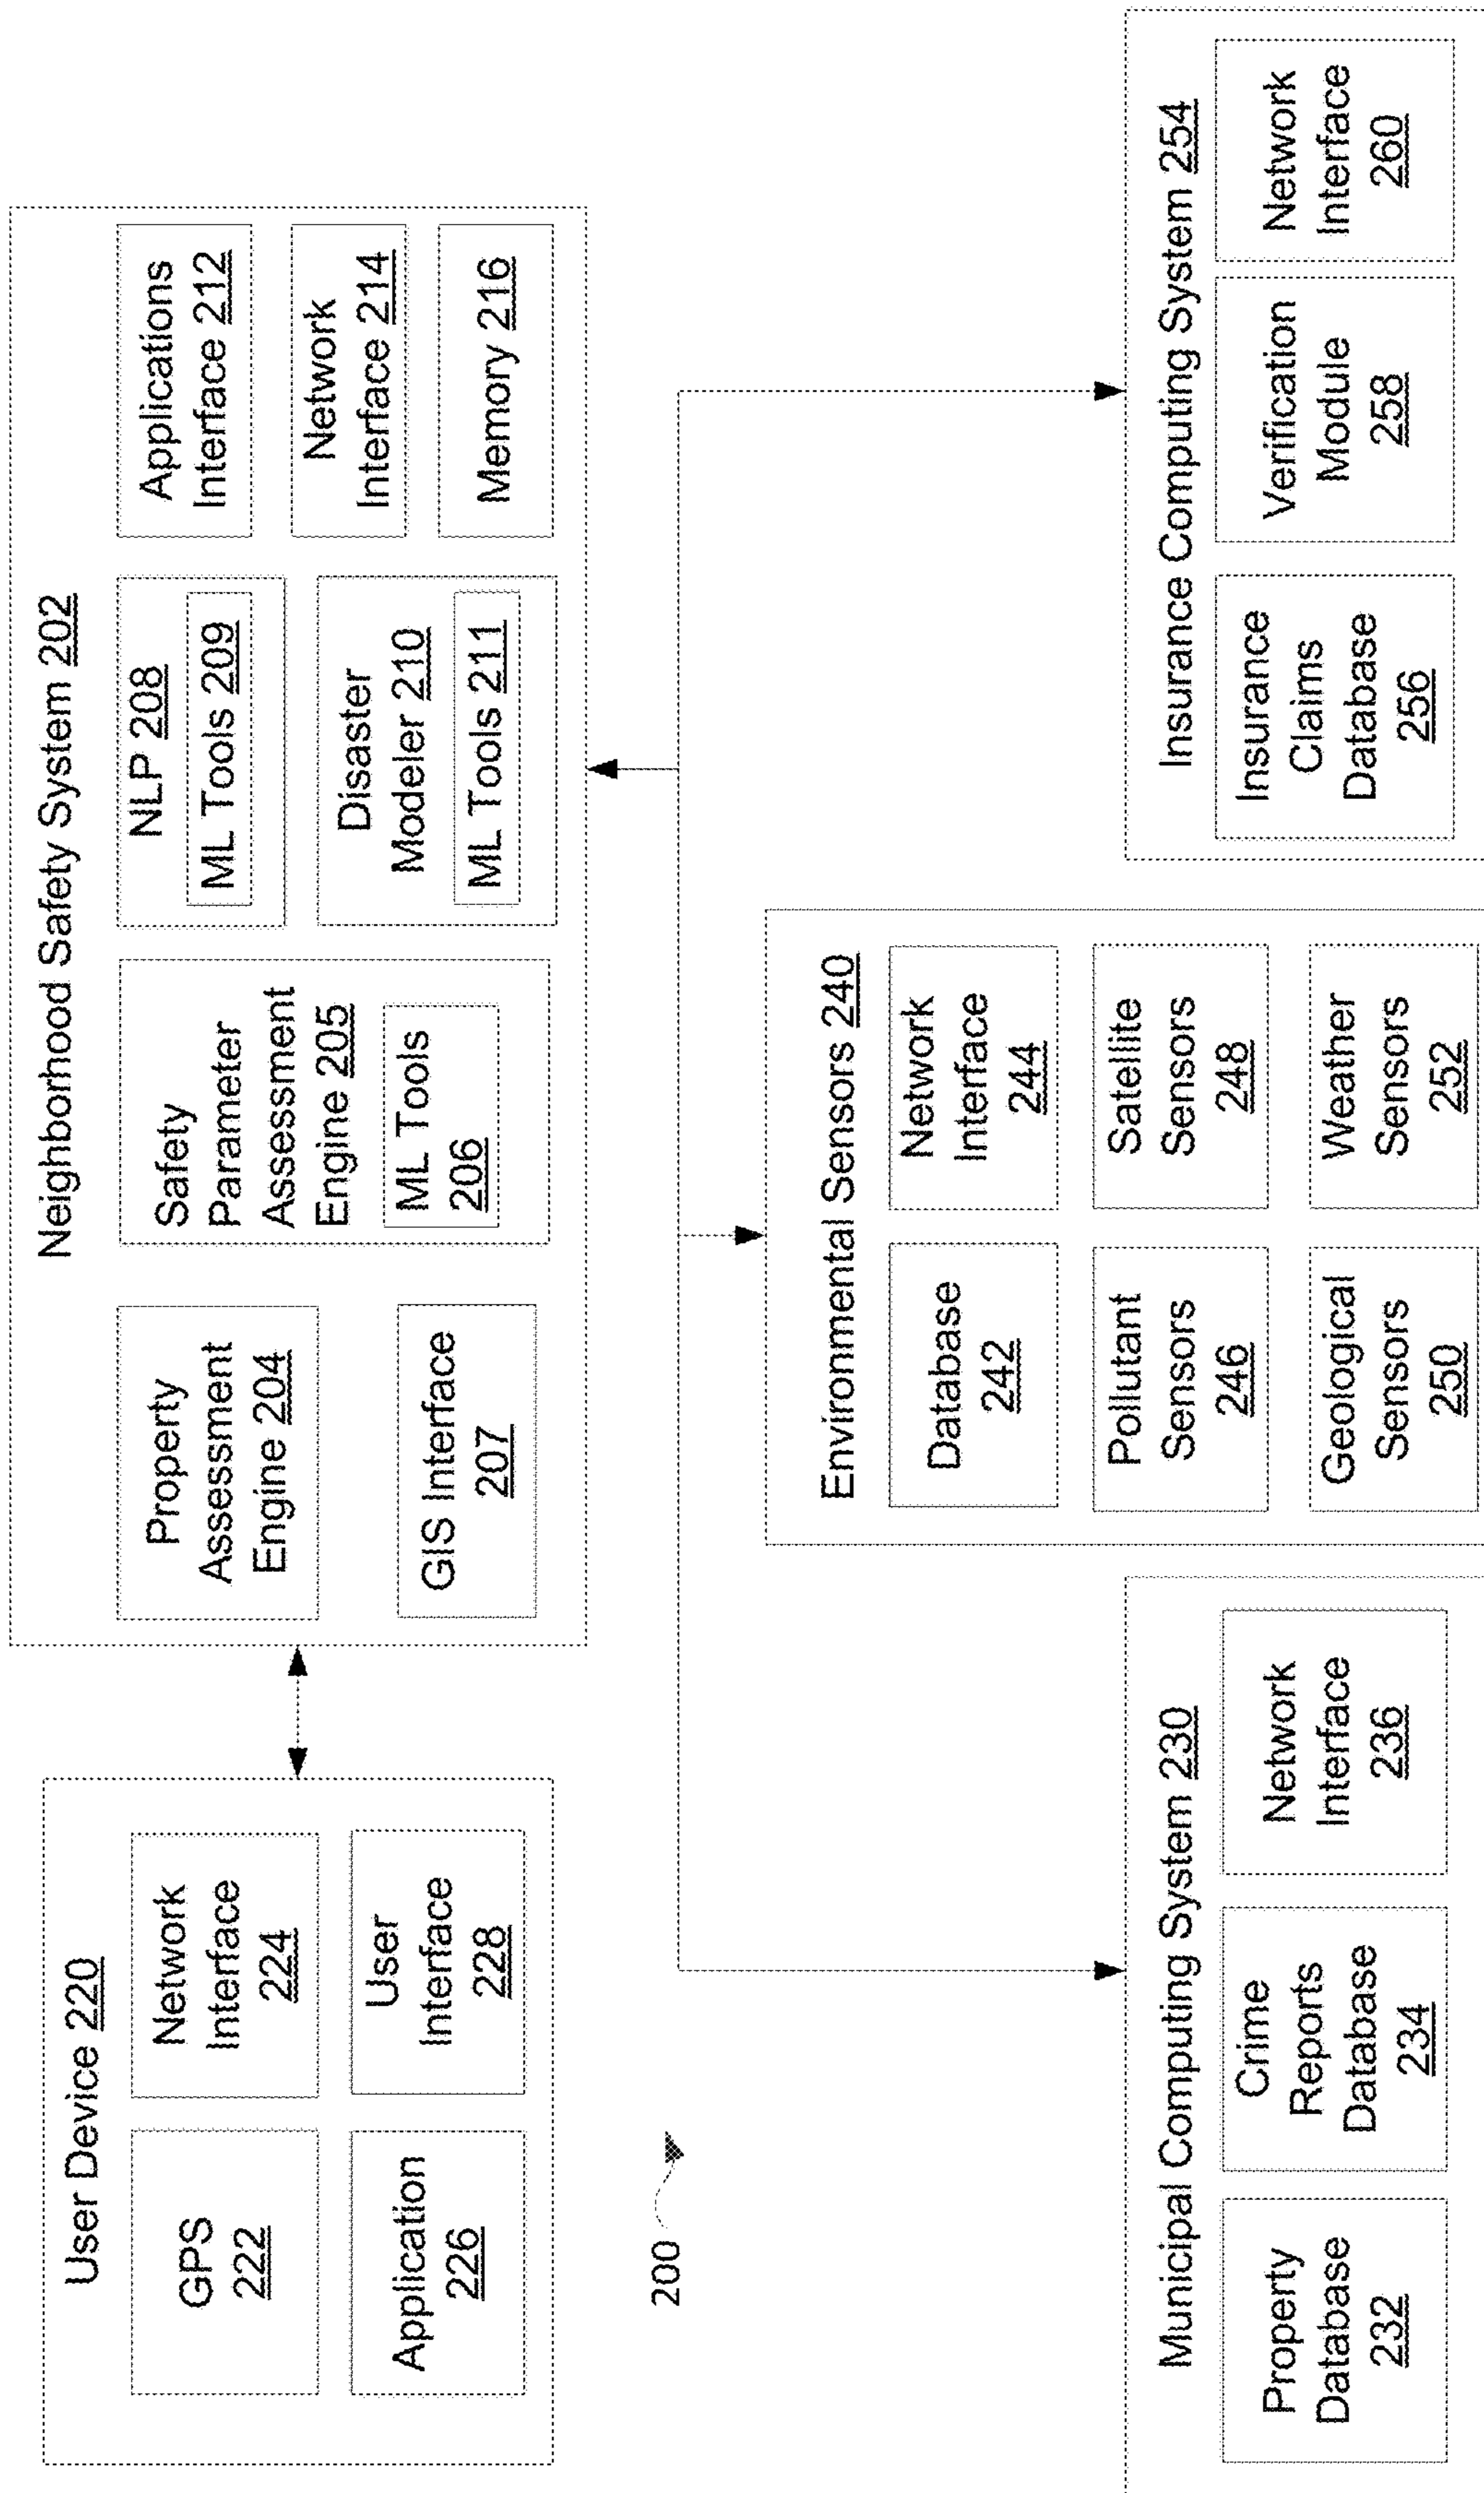 User Device 220
GPS
222
Network
Interface
224
Application
226
User
Interface
228
Neighborhood Safety System 202
Property
Assessment
Engine 204
GIS Interface
207
Safety
Parameter
Assessment
Engine 205
ML Tools
206
NLP 208
ML Tools 209
Disaster
Modeler 210
ML Tools 211
Applications
Interface 212
Network
Interface 214
Memory 216
200
Municipal Computing System 230
Property
Database
232
Crime
Reports
Database
234
Network
Interface
236
Environmental Sensors 240
Database
242
Network
Interface
244
Pollutant
Sensors
246
Satellite
Sensors
248
Geological
Sensors
250
Weather
Sensors
252
Insurance Computing System 254
Insurance
Claims
Database
256
Verification
Module
258
Network
Interface
260